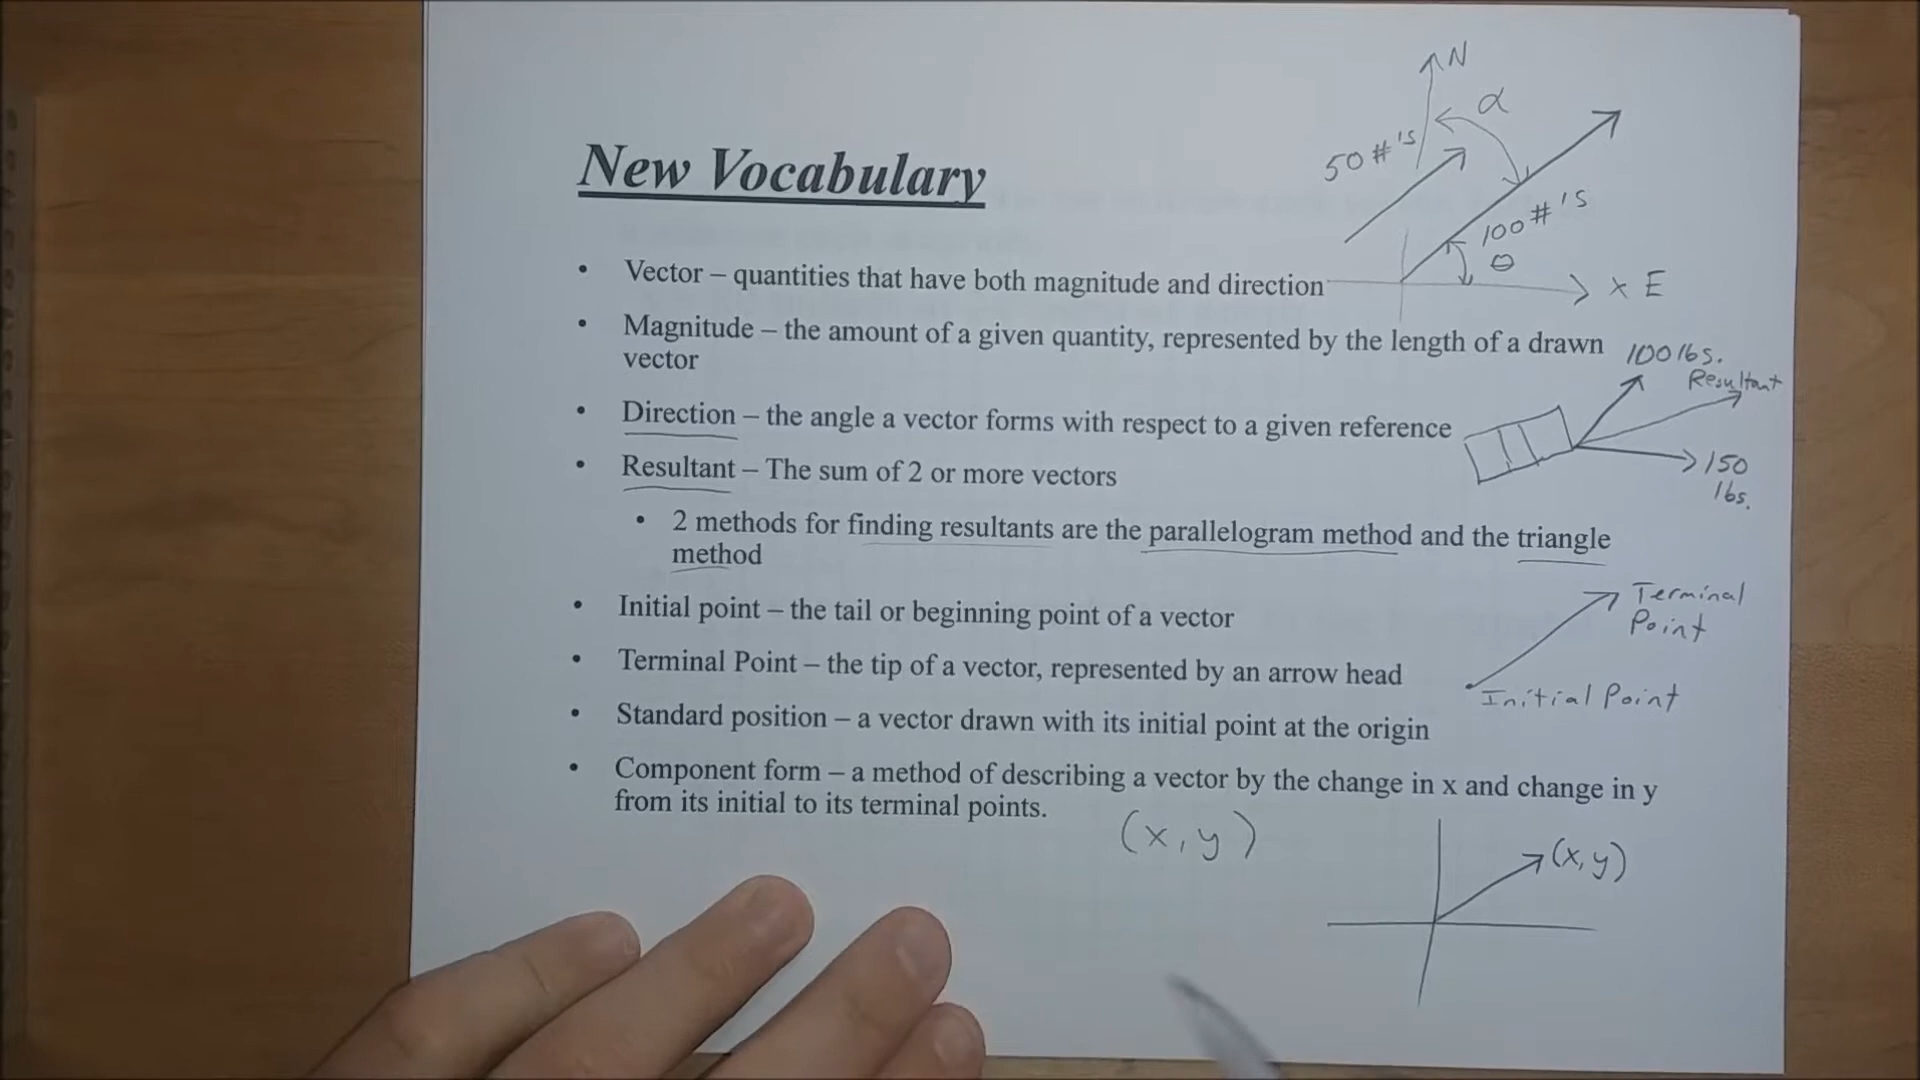 New Vocabulary
N
α
50#'s
100#'s
θ
x E
• Vector – quantities that have both magnitude and direction
• Magnitude – the amount of a given quantity, represented by the length of a drawn
vector
100 lbs.
Resultant
• Direction – the angle a vector forms with respect to a given reference
150
lbs.
• Resultant – The sum of 2 or more vectors
• 2 methods for finding resultants are the parallelogram method and the triangle
method
• Initial point – the tail or beginning point of a vector
Terminal
Point
• Terminal Point – the tip of a vector, represented by an arrow head
Initial Point
• Standard position – a vector drawn with its initial point at the origin
• Component form – a method of describing a vector by the change in x and change in y
from its initial to its terminal points.
(x,y)
(x,y)